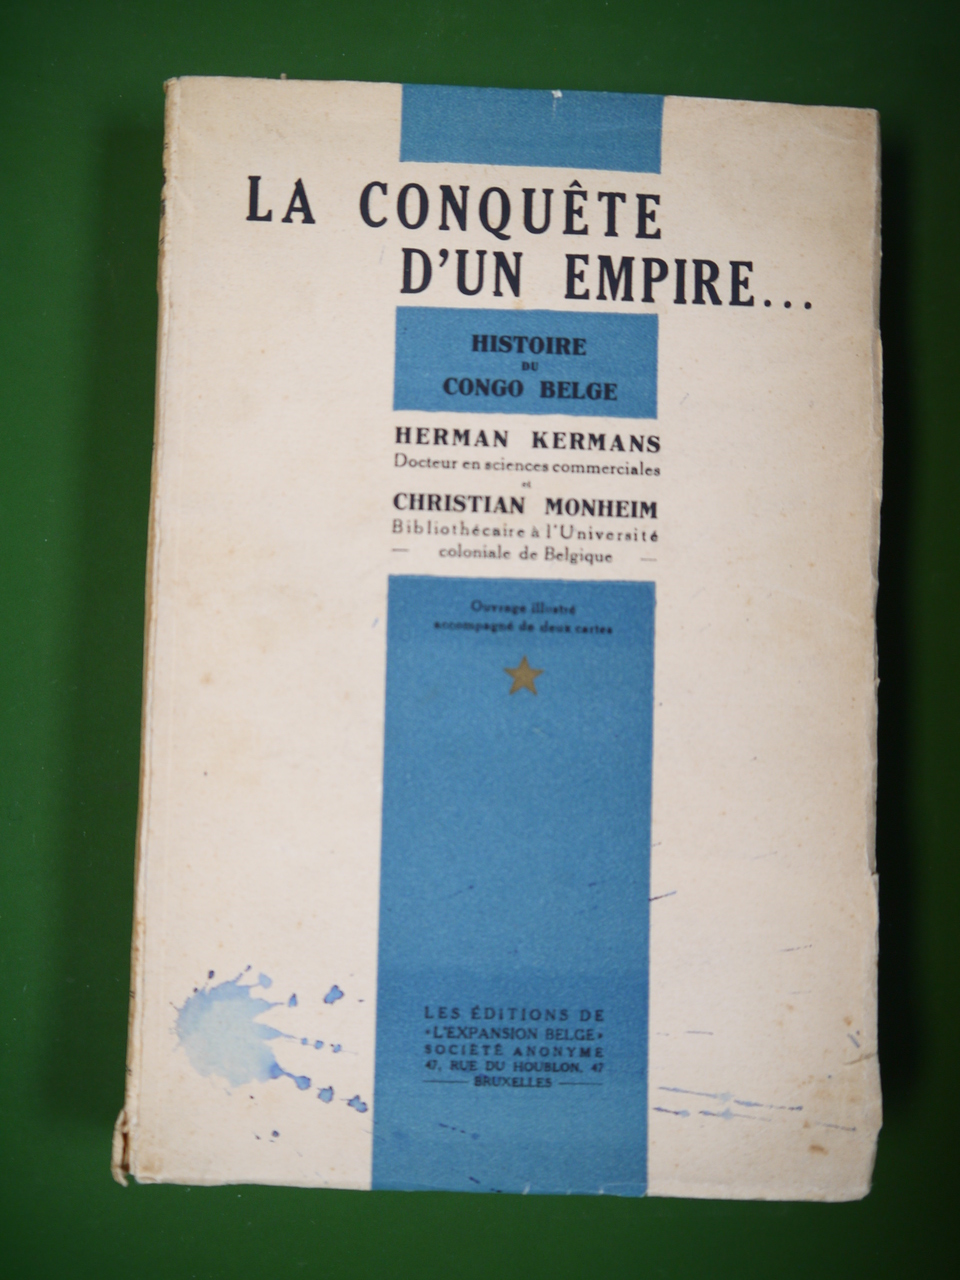 LA CONQUÊTE
D'UN EMPIRE...
HISTOIRE
DU
CONGO BELGE
HERMAN KERMANS
Docteur en sciences commerciales
et
CHRISTIAN MONHEIM
Bibliothécaire à l'Université
— coloniale de Belgique —
Ouvrage illustré
accompagné de deux cartes
LES ÉDITIONS DE
"L'EXPANSION BELGE"
SOCIÉTÉ ANONYME
47, RUE DU HOUBLON, 47
— BRUXELLES —